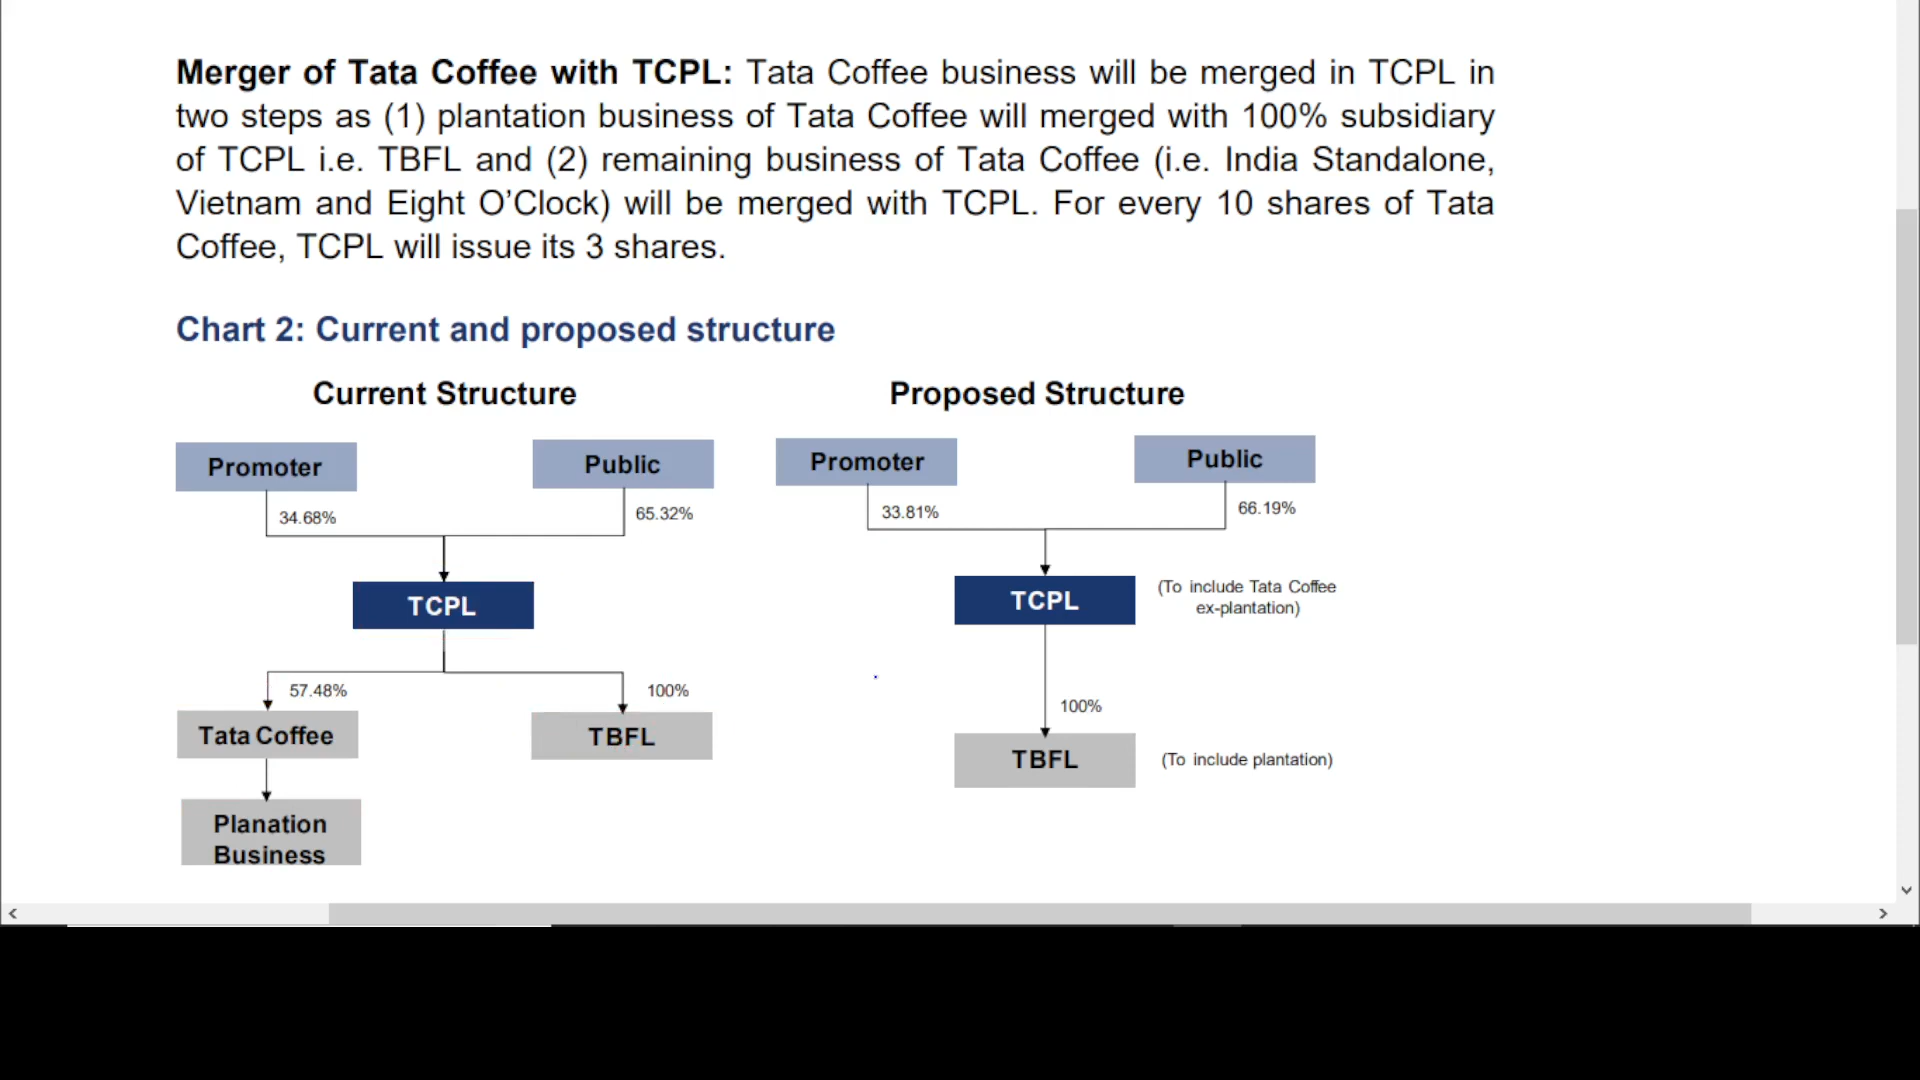 Merger of Tata Coffee with TCPL: Tata Coffee business will be merged in TCPL in
two steps as (1) plantation business of Tata Coffee will merged with 100% subsidiary
of TCPL i.e. TBFL and (2) remaining business of Tata Coffee (i.e. India Standalone,
Vietnam and Eight O’Clock) will be merged with TCPL. For every 10 shares of Tata
Coffee, TCPL will issue its 3 shares.
Chart 2: Current and proposed structure
Current Structure
Promoter
Public
34.68%
65.32%
TCPL
57.48%
100%
Tata Coffee
TBFL
Planation
Business
Proposed Structure
Promoter
Public
33.81%
66.19%
TCPL
(To include Tata Coffee
ex-plantation)
100%
TBFL
(To include plantation)